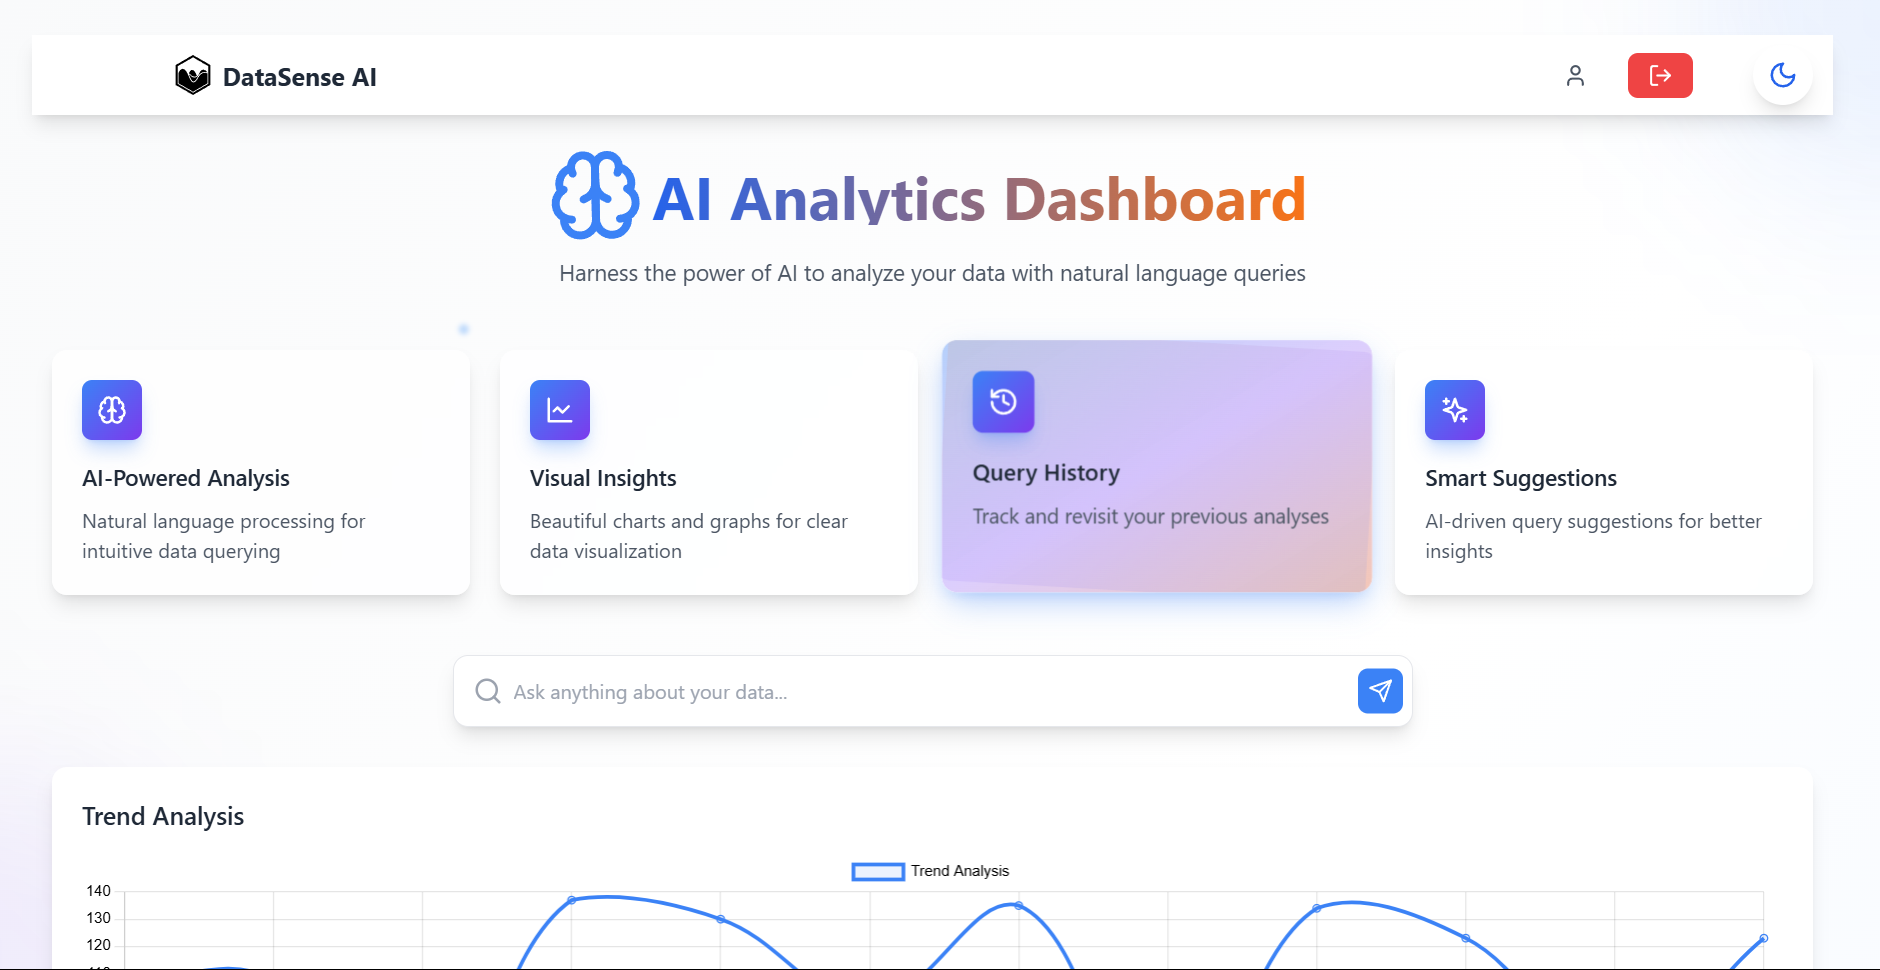 DataSense AI
AI Analytics Dashboard
Harness the power of AI to analyze your data with natural language queries
AI-Powered Analysis
Natural language processing for
intuitive data querying
Visual Insights
Beautiful charts and graphs for clear
data visualization
Query History
Track and revisit your previous analyses
Smart Suggestions
AI-driven query suggestions for better
insights
Ask anything about your data...
Trend Analysis
Trend Analysis
140
130
120